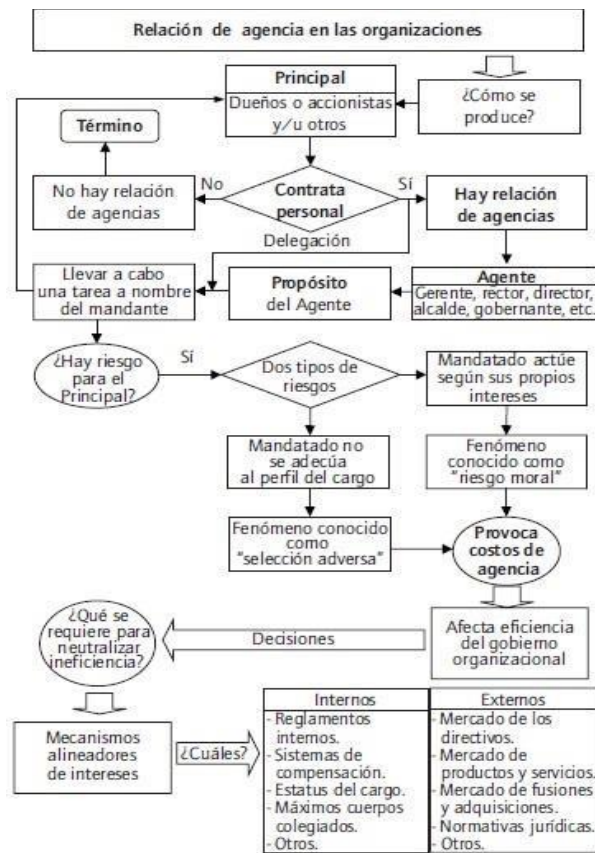 Relación de agencia en las organizaciones
Principal
Dueños o accionistas
y/u otros
¿Cómo se
produce?
Término
No hay relación
de agencias
No
Contrata
personal
Sí
Hay relación
de agencias
Delegación
Llevar a cabo
una tarea a nombre
del mandante
Propósito
del Agente
Agente
Gerente, rector, director,
alcalde, gobernante, etc.
¿Hay riesgo
para el
Principal?
Sí
Dos tipos de
riesgos
Mandatado actúe
según sus propios
intereses
Mandatado no
se adecúa
al perfil del cargo
Fenómeno
conocido como
"riesgo moral"
Fenómeno conocido
como
"selección adversa"
Provoca
costos de
agencia
¿Qué se
requiere para
neutralizar
ineficiencia?
Decisiones
Afecta eficiencia
del gobierno
organizacional
Mecanismos
alineadores
de intereses
¿Cuáles?
Internos
- Reglamentos
internos.
- Sistemas de
compensación.
- Estatus del cargo.
- Máximos cuerpos
colegiados.
- Otros.
Externos
- Mercado de los
directivos.
- Mercado de
productos y servicios.
- Mercado de fusiones
y adquisiciones.
- Normativas jurídicas.
- Otros.